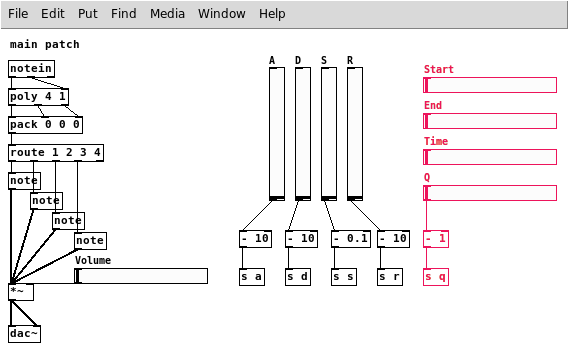 File Edit Put Find Media Window Help
main patch
notein
poly 4 1
pack 0 0 0
route 1 2 3 4
note
note
note
note
Volume
*~
dac~
A D S R
- 10 - 10 - 0.1 - 10
s a s d s s s r
Start
End
Time
Q
- 1
s q